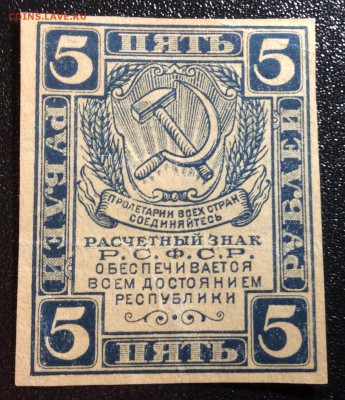 COINS.LAVE.RU
5 ПЯТЬ 5
РУБЛЕЙ
РУБЛЕЙ
ПРОЛЕТАРИИ ВСЕХ СТРАН
СОЕДИНЯЙТЕСЬ
РАСЧЕТНЫЙ ЗНАК
Р.С.Ф.С.Р.
ОБЕСПЕЧИВАЕТСЯ
ВСЕМ ДОСТОЯНИЕМ
РЕСПУБЛИКИ
5 ПЯТЬ 5